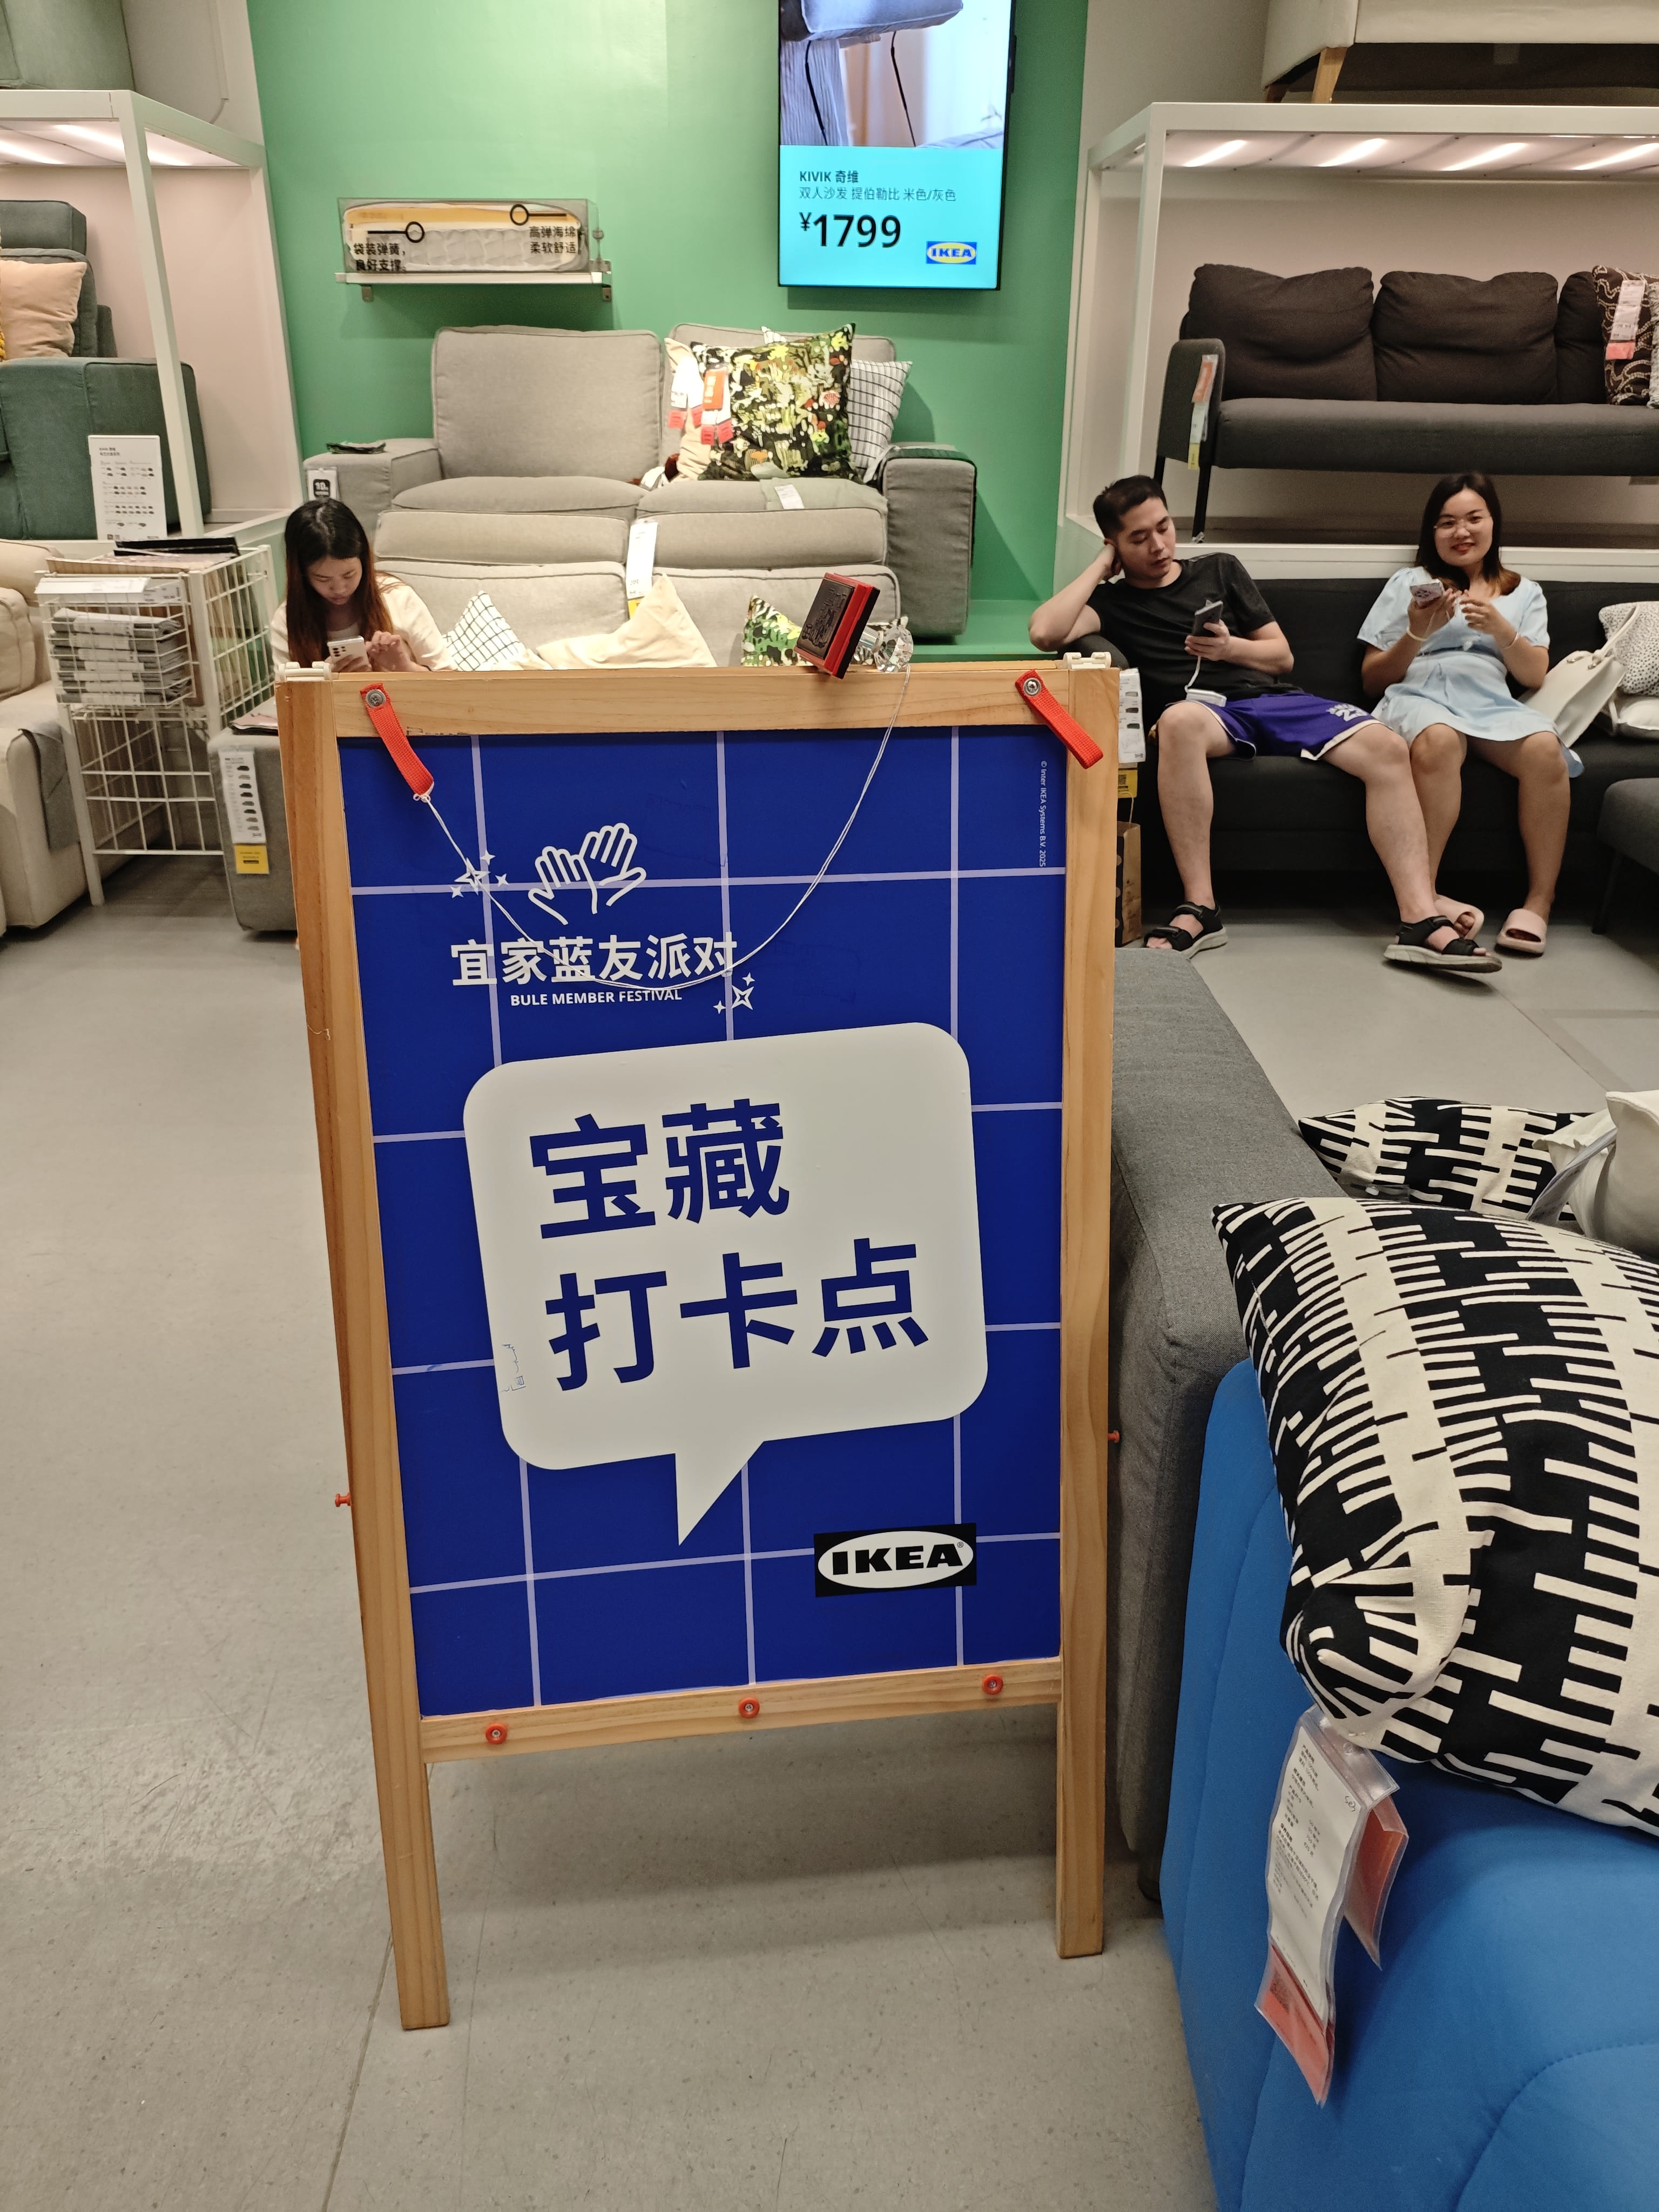 KIVIK 奇维
双人沙发 提伯勒比 米色/灰色
¥1799
IKEA
高弹海绵,
柔软舒适。
袋装弹簧,
良好支撑。
© Inter IKEA Systems B.V. 2025
宜家蓝友派对
BULE MEMBER FESTIVAL
宝藏
打卡点
IKEA